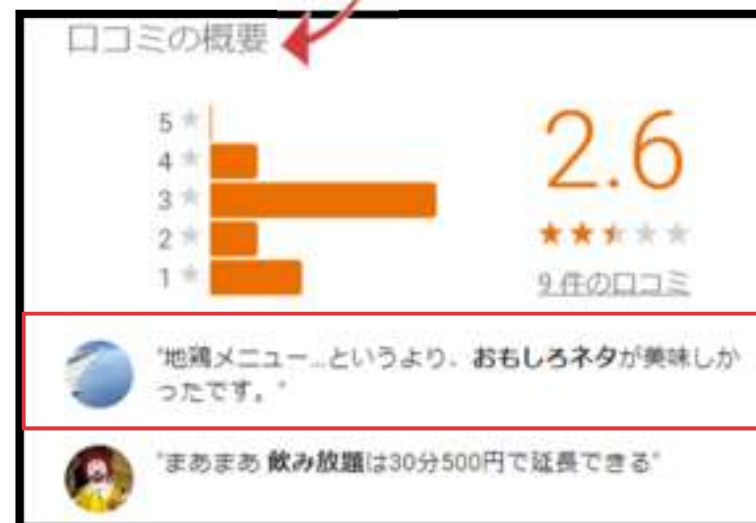 口コミの概要
5 ★
4 ★
3 ★
2 ★
1 ★
2.6
★★★★★
9 件の口コミ
"地鶏メニュー...というより、おもしろネタが美味しか
ったです。"
"まあまあ 飲み放題は30分500円で延長できる"